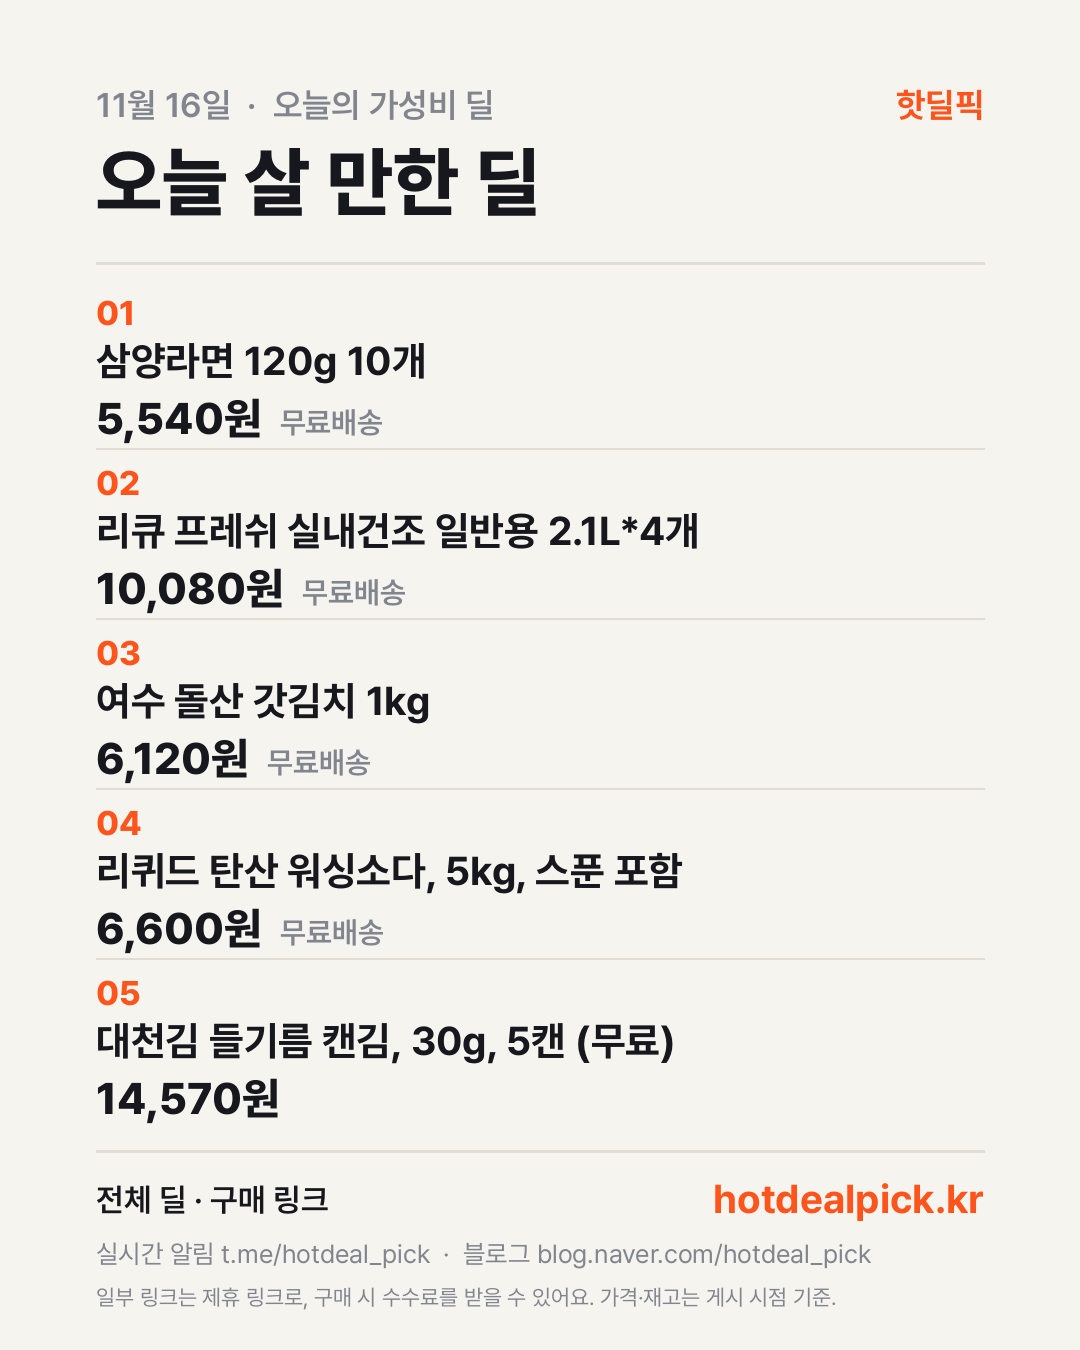 11월 16일 · 오늘의 가성비 딜 핫딜픽
오늘 살 만한 딜
01
삼양라면 120g 10개
5,540원 무료배송
02
리큐 프레쉬 실내건조 일반용 2.1L*4개
10,080원 무료배송
03
여수 돌산 갓김치 1kg
6,120원 무료배송
04
리퀴드 탄산 워싱소다, 5kg, 스푼 포함
6,600원 무료배송
05
대천김 들기름 캔김, 30g, 5캔 (무료)
14,570원
전체 딜 · 구매 링크 hotdealpick.kr
실시간 알림 t.me/hotdeal_pick · 블로그 blog.naver.com/hotdeal_pick
일부 링크는 제휴 링크로, 구매 시 수수료를 받을 수 있어요. 가격·재고는 게시 시점 기준.